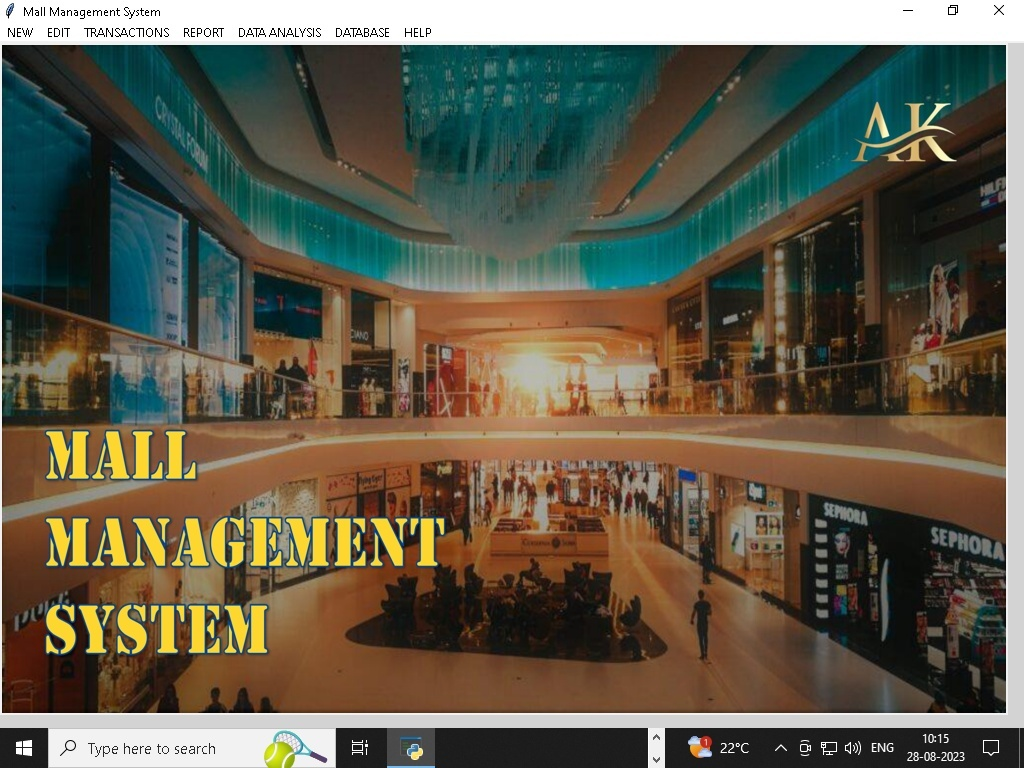 Mall Management System
NEW EDIT TRANSACTIONS REPORT DATA ANALYSIS DATABASE HELP
CRYSTAL FORUM
AK
MALL
MANAGEMENT
SYSTEM
SEPHORA
SEPHORA
Type here to search
1
22°C
ENG
10:15
28-08-2023